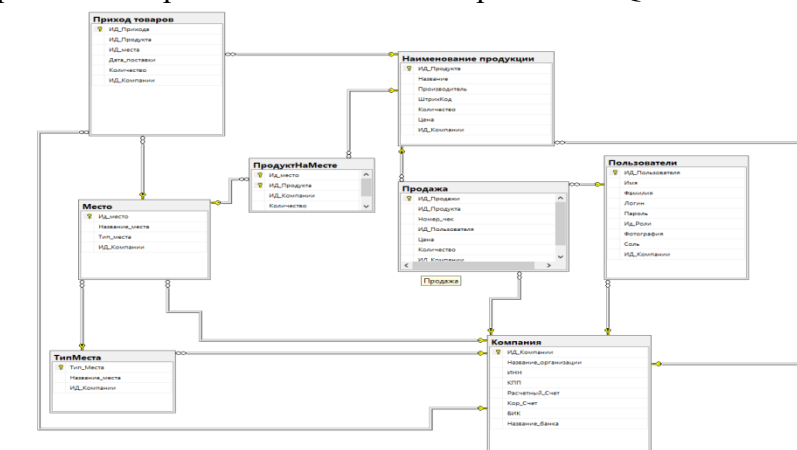 Приход товаров
ИД_Прихода
ИД_Продукта
ИД_места
Дата_поставки
Количество
ИД_Компании
Наименование продукции
ИД_Продукта
Название
Производитель
ШтрихКод
Количество
Цена
ИД_Компании
ПродуктНаМесте
Ид_место
ИД_Продукта
ИД_Компании
Количество
Пользователи
ИД_Пользователя
Имя
Фамилия
Логин
Пароль
Ид_Роли
Фотография
Соль
ИД_Компании
Продажа
ИД_Продажи
ИД_Продукта
Номер_чек
ИД_Пользователя
Цена
Количество
ИД_Компании
Продажа
Место
Ид_место
Название_места
Тип_места
ИД_Компании
ТипМеста
Тип_Места
Название_места
ИД_Компании
Компания
ИД_Компании
Название_организации
ИНН
КПП
Расчетный_Счет
Кор_Счет
БИК
Название_банка